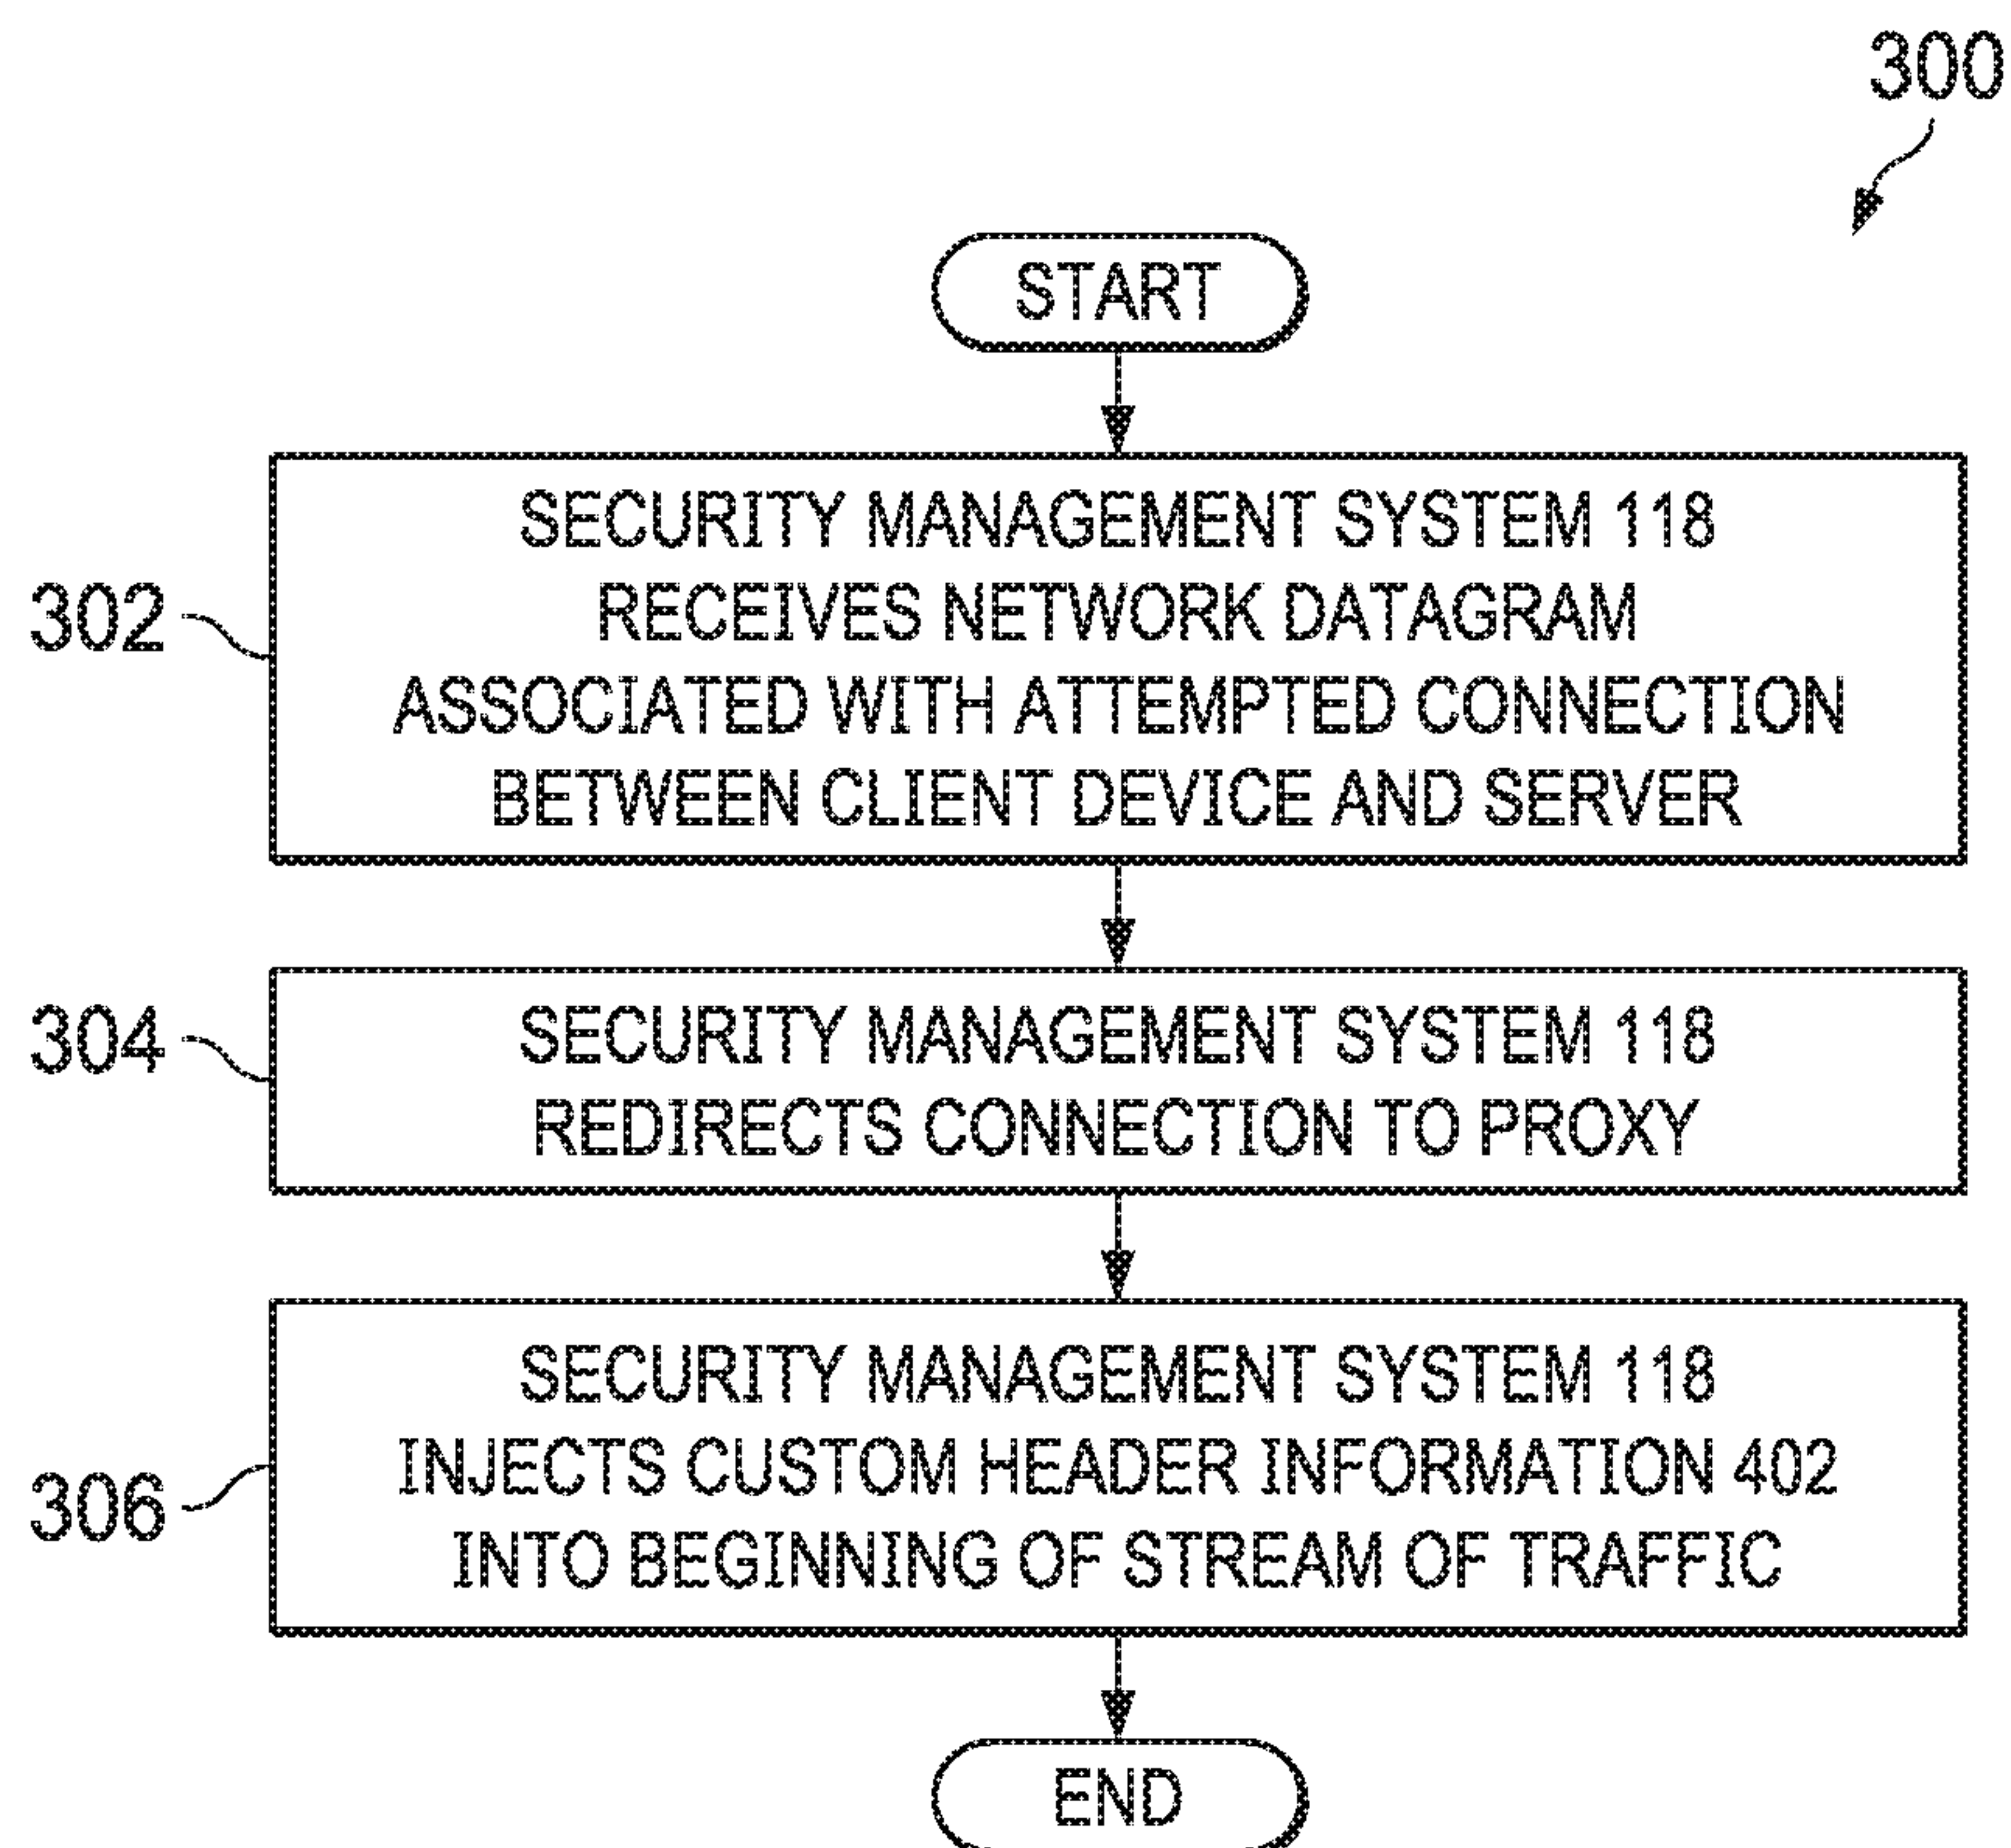 300
START
302
SECURITY MANAGEMENT SYSTEM 118
RECEIVES NETWORK DATAGRAM
ASSOCIATED WITH ATTEMPTED CONNECTION
BETWEEN CLIENT DEVICE AND SERVER
304
SECURITY MANAGEMENT SYSTEM 118
REDIRECTS CONNECTION TO PROXY
306
SECURITY MANAGEMENT SYSTEM 118
INJECTS CUSTOM HEADER INFORMATION 402
INTO BEGINNING OF STREAM OF TRAFFIC
END